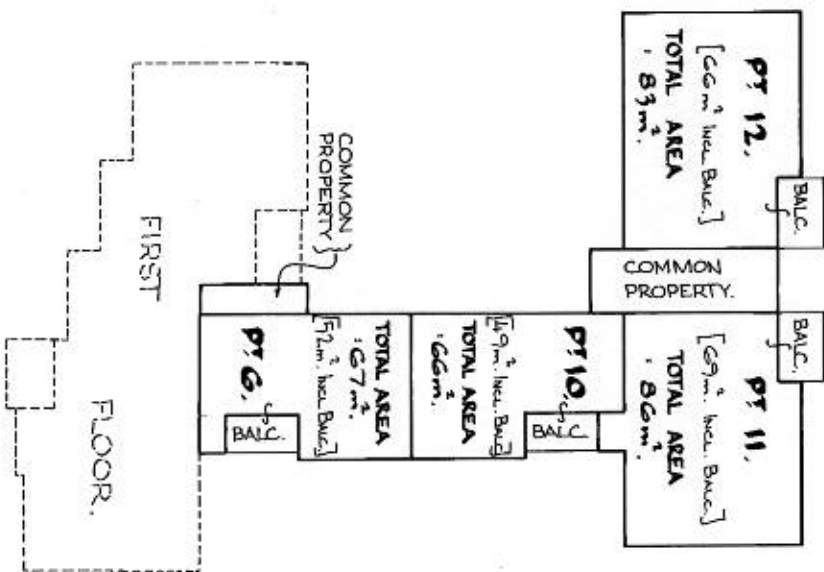 PT 12.
[66m² INCL. BALC.]
TOTAL AREA
: 83m².
BALC.
COMMON
PROPERTY.
BALC.
PT 11.
[69m². INCL. BALC.]
TOTAL AREA
: 86m².
COMMON
PROPERTY
FIRST
FLOOR.
PT 6.
BALC.
TOTAL AREA
: 67m²
[52m². INCL. BALC.]
PT 10.
BALC
[49m². INCL. BALC.]
TOTAL AREA
: 66m².